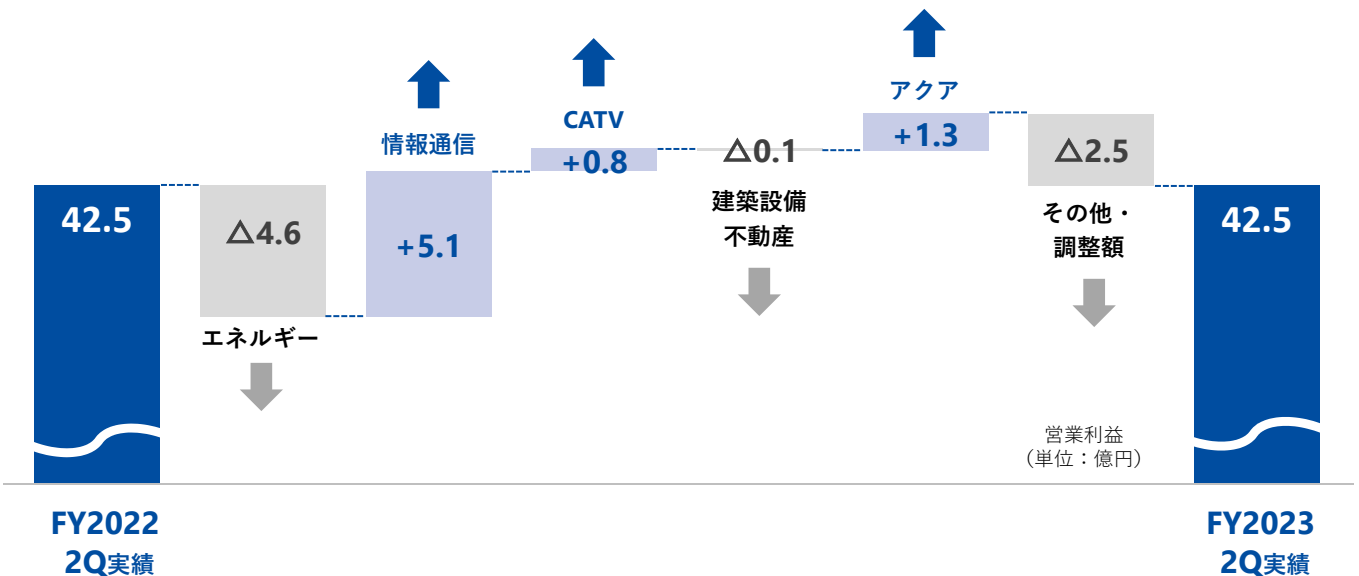 42.5
△4.6
エネルギー
情報通信
+5.1
CATV
+0.8
△0.1
建築設備
不動産
アクア
+1.3
△2.5
その他・
調整額
42.5
営業利益
(単位：億円)
FY2022
2Q実績
FY2023
2Q実績